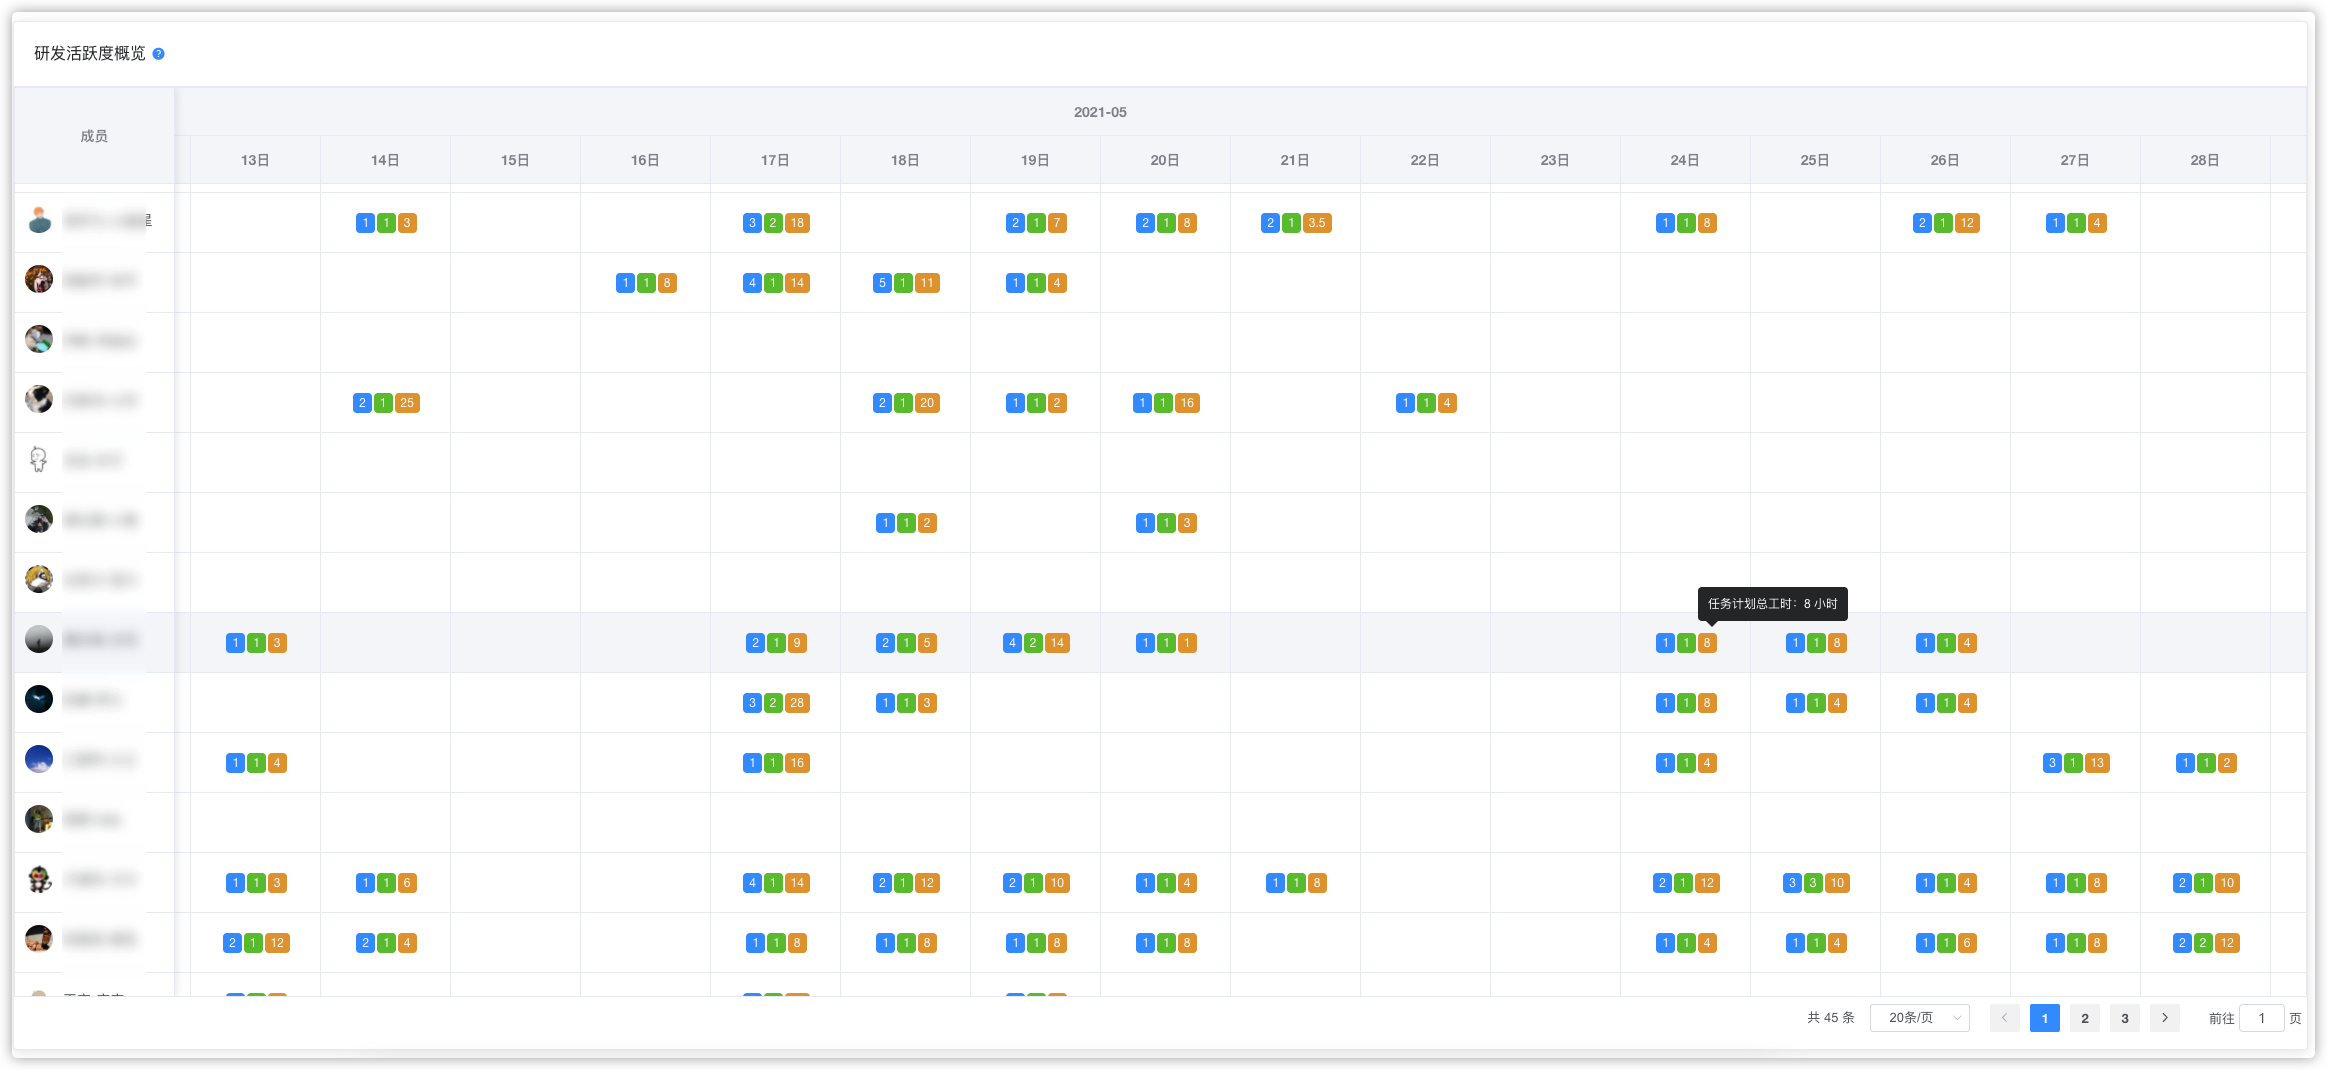 研发活跃度概览 ?
成员
2021-05
13日 14日 15日 16日 17日 18日 19日 20日 21日 22日 23日 24日 25日 26日 27日 28日
1 1 3 3 2 18 2 1 7 2 1 8 2 1 3.5 1 1 8 2 1 12 1 1 4
1 1 8 4 1 14 5 1 11 1 1 4
2 1 25 2 1 20 1 1 2 1 1 16 1 1 4
1 1 2 1 1 3
任务计划总工时：8 小时
1 1 3 2 1 9 2 1 5 4 2 14 1 1 1 1 1 8 1 1 8 1 1 4
3 2 28 1 1 3 1 1 8 1 1 4 1 1 4
1 1 4 1 1 16 1 1 4 3 1 13 1 1 2
1 1 3 1 1 6 4 1 14 2 1 12 2 1 10 1 1 4 1 1 8 2 1 12 3 3 10 1 1 4 1 1 8 2 1 10
2 1 12 2 1 4 1 1 8 1 1 8 1 1 8 1 1 8 1 1 4 1 1 4 1 1 6 1 1 8 2 2 12
共 45 条 20条/页 1 2 3 前往 1 页